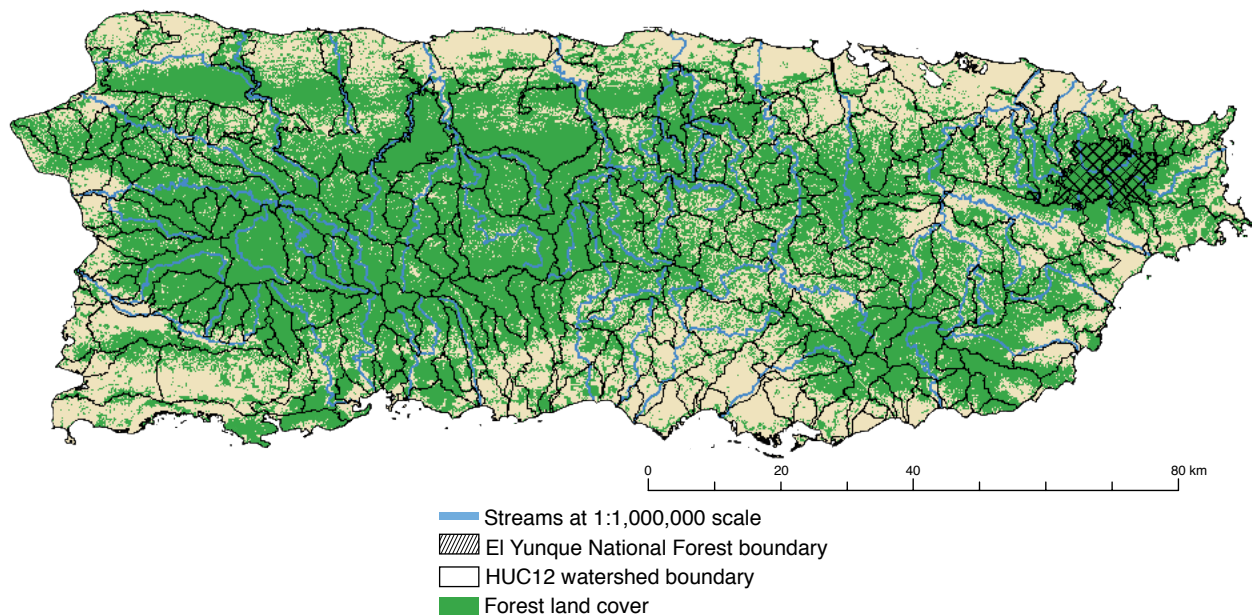 0 20 40 80 km
Streams at 1:1,000,000 scale
El Yunque National Forest boundary
HUC12 watershed boundary
Forest land cover